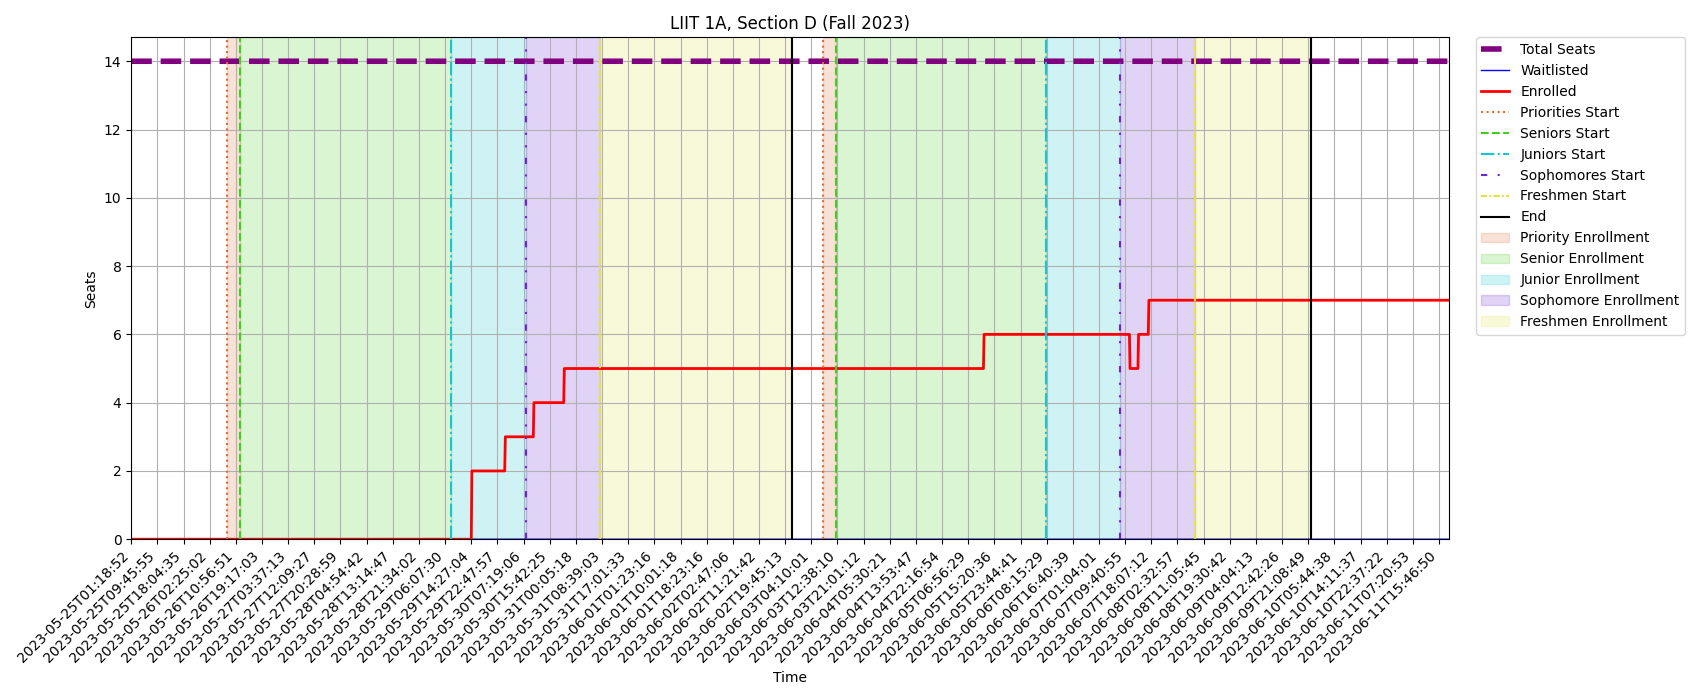 LIIT 1A, Section D (Fall 2023)
Seats
14
12
10
8
6
4
2
0
2023-05-25T01:18:52
2023-05-25T09:45:55
2023-05-25T18:04:35
2023-05-26T02:25:02
2023-05-26T10:56:51
2023-05-26T19:17:03
2023-05-27T03:37:13
2023-05-27T12:09:27
2023-05-27T20:28:59
2023-05-28T04:54:42
2023-05-28T13:14:47
2023-05-28T21:34:02
2023-05-29T06:07:30
2023-05-29T14:27:04
2023-05-29T22:47:57
2023-05-30T07:19:06
2023-05-30T15:42:25
2023-05-31T00:05:18
2023-05-31T08:39:03
2023-05-31T17:01:33
2023-06-01T01:23:16
2023-06-01T10:01:18
2023-06-01T18:23:16
2023-06-02T02:47:06
2023-06-02T11:21:42
2023-06-02T19:45:13
2023-06-03T04:10:01
2023-06-03T12:38:10
2023-06-03T21:01:12
2023-06-04T05:30:21
2023-06-04T13:53:47
2023-06-04T22:16:54
2023-06-05T06:56:29
2023-06-05T15:20:36
2023-06-05T23:44:41
2023-06-06T08:15:29
2023-06-06T16:40:39
2023-06-07T01:04:01
2023-06-07T09:40:55
2023-06-07T18:07:12
2023-06-08T02:32:57
2023-06-08T11:05:45
2023-06-08T19:30:42
2023-06-09T04:04:13
2023-06-09T12:42:26
2023-06-09T21:08:49
2023-06-10T05:44:38
2023-06-10T14:11:37
2023-06-10T22:37:22
2023-06-11T07:20:53
2023-06-11T15:46:50
Time
Total Seats
Waitlisted
Enrolled
Priorities Start
Seniors Start
Juniors Start
Sophomores Start
Freshmen Start
End
Priority Enrollment
Senior Enrollment
Junior Enrollment
Sophomore Enrollment
Freshmen Enrollment